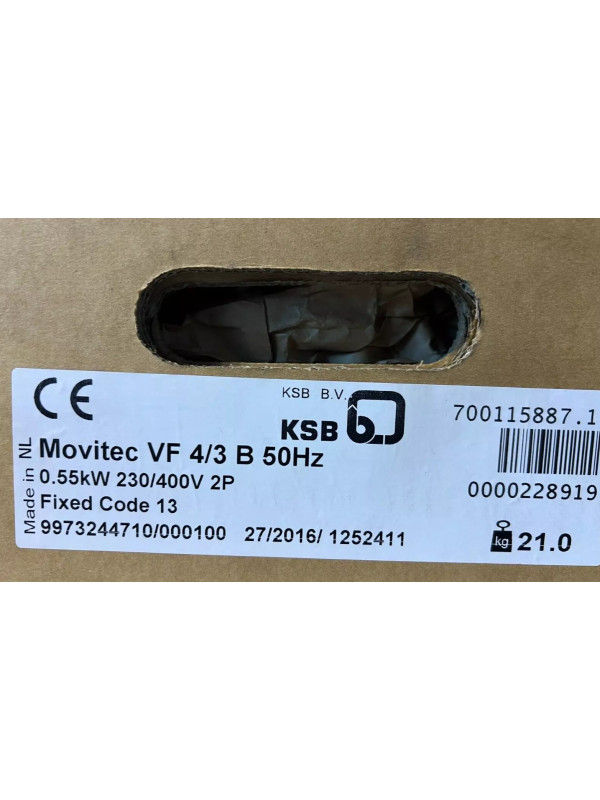 CE
KSB B.V.
KSB
700115887.1
Made in NL
Movitec VF 4/3 B 50Hz
0.55kW 230/400V 2P
0000228919
Fixed Code 13
9973244710/000100 27/2016/ 1252411
kg 21.0